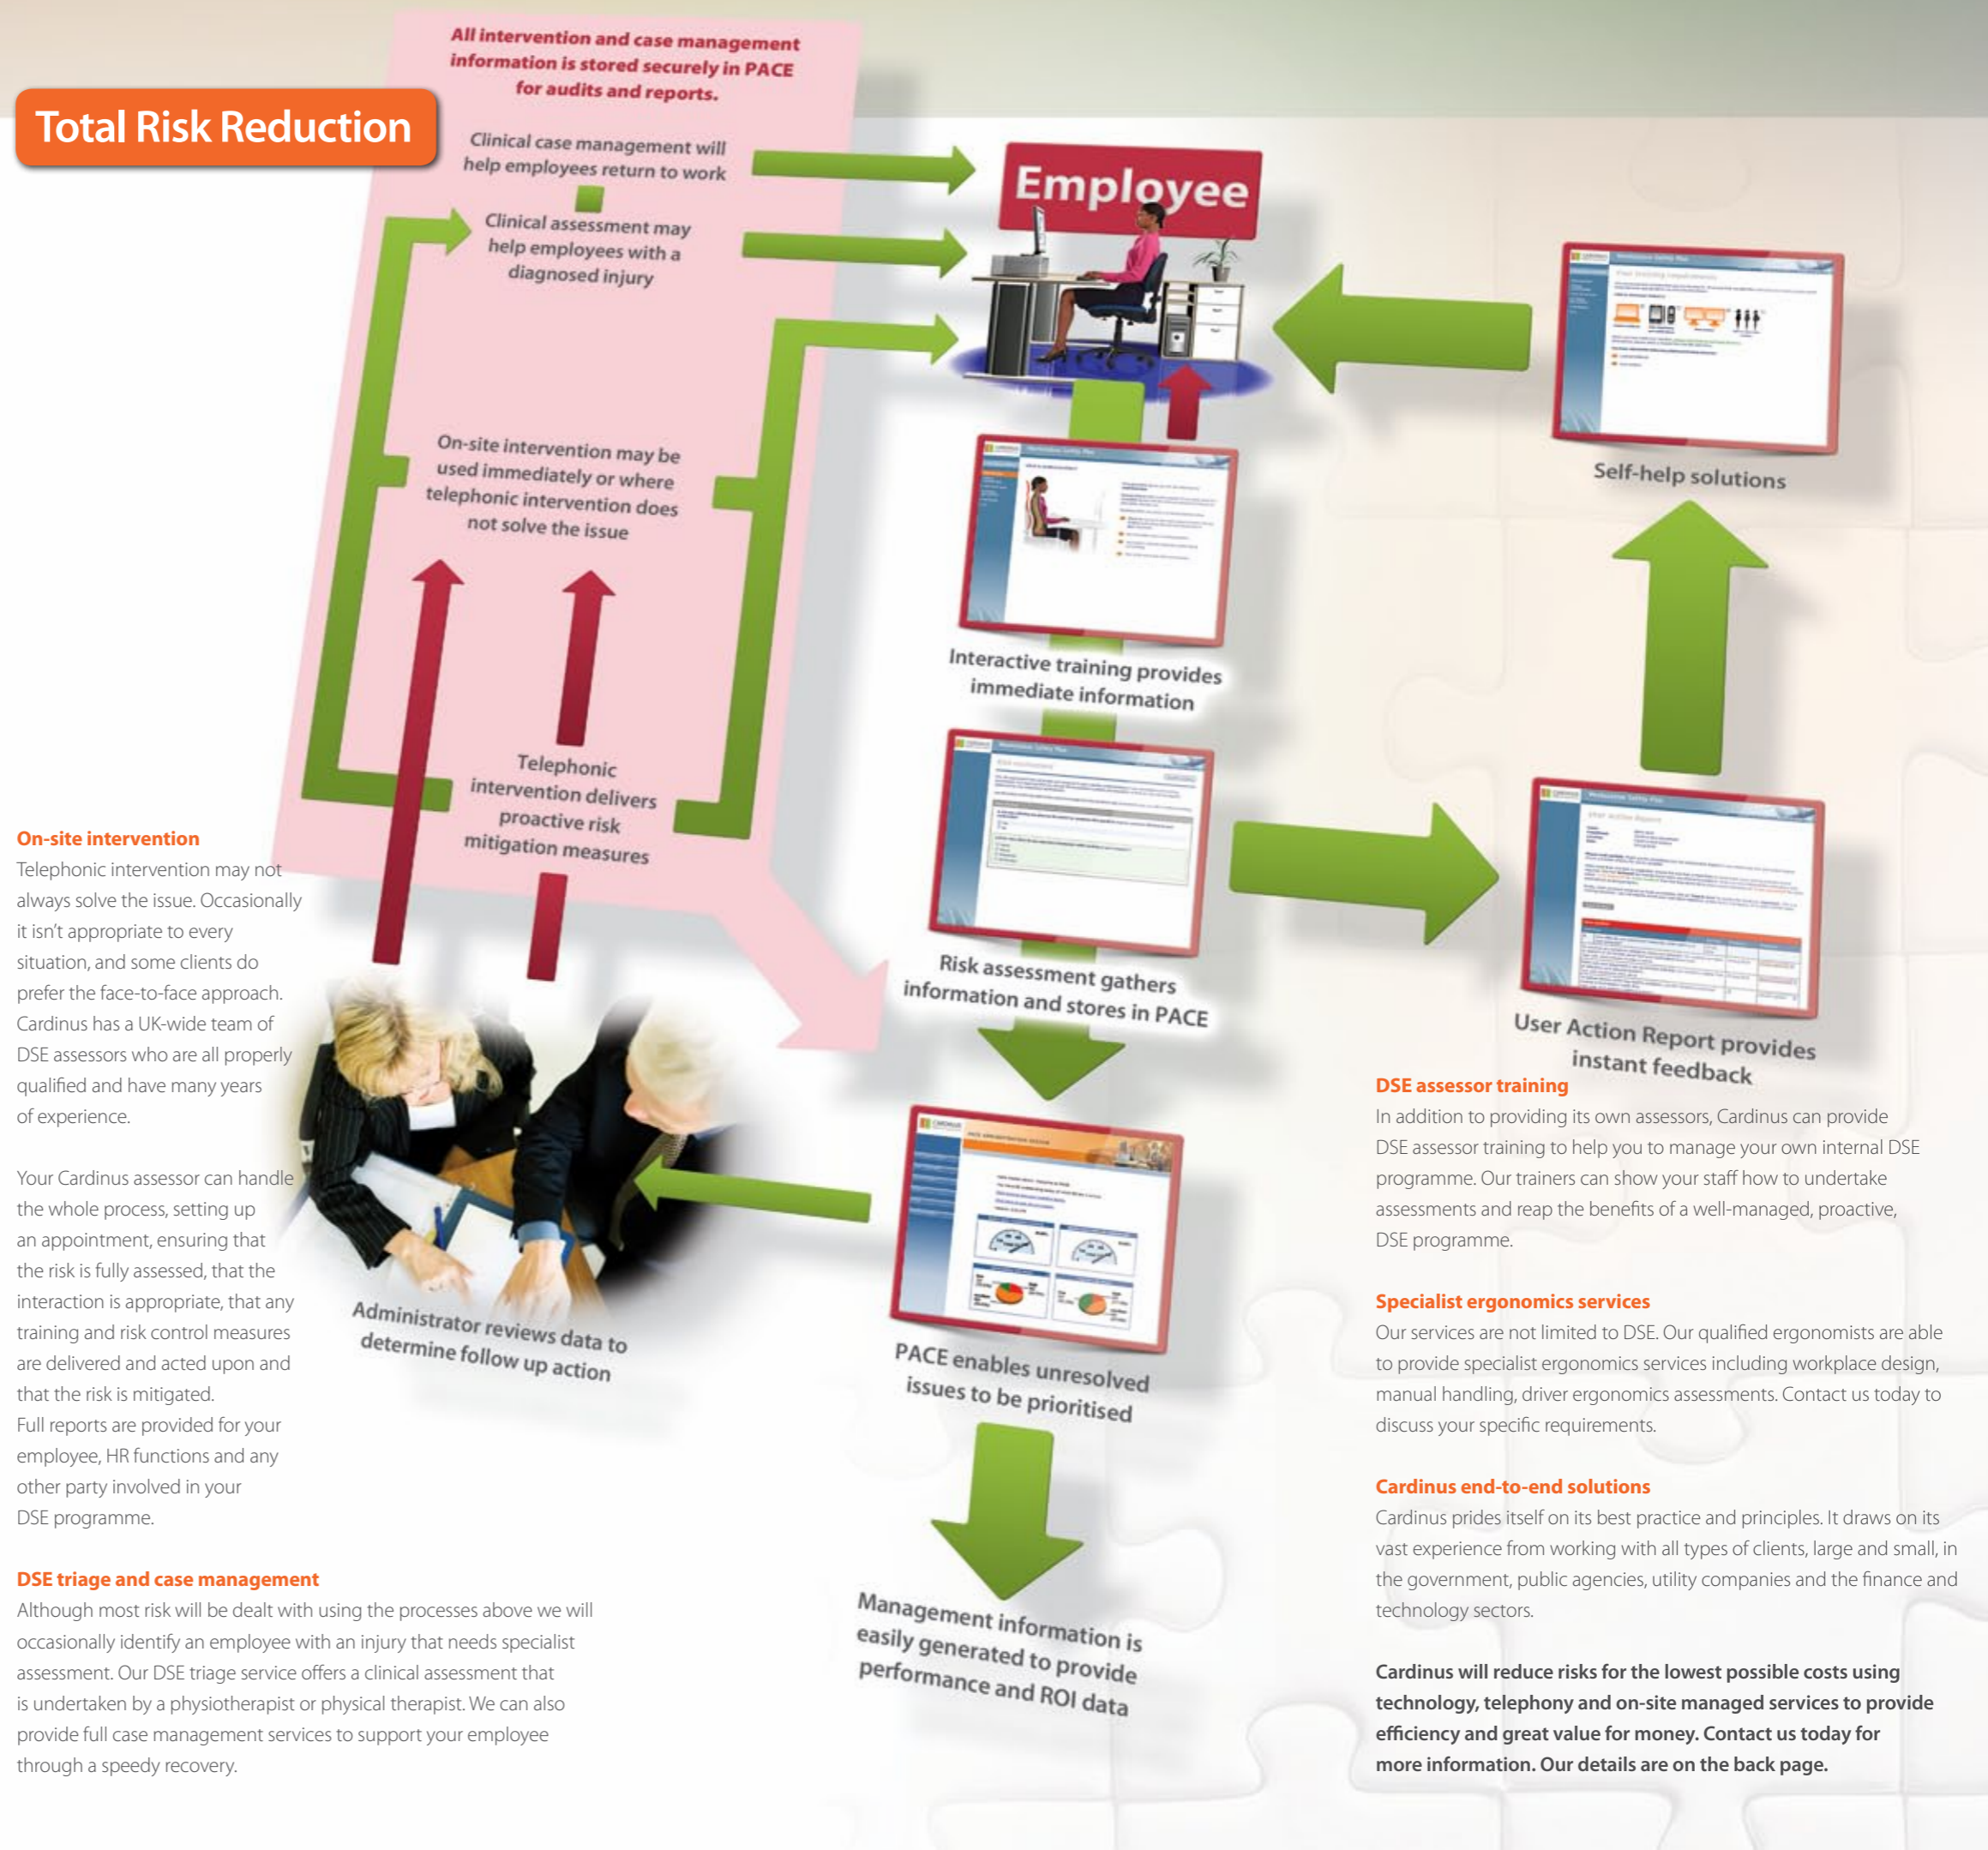 Total Risk Reduction
All intervention and case management
information is stored securely in PACE
for audits and reports.
Clinical case management will
help employees return to work
Clinical assessment may
help employees with a
diagnosed injury
On-site intervention may be
used immediately or where
telephonic intervention does
not solve the issue
Telephonic
intervention delivers
proactive risk
mitigation measures
Employee
Interactive training provides
immediate information
Risk assessment gathers
information and stores in PACE
Self-help solutions
User Action Report provides
instant feedback
Administrator reviews data to
determine follow up action
PACE enables unresolved
issues to be prioritised
Management information is
easily generated to provide
performance and ROI data
On-site intervention
Telephonic intervention may not
always solve the issue. Occasionally
it isn’t appropriate to every
situation, and some clients do
prefer the face-to-face approach.
Cardinus has a UK-wide team of
DSE assessors who are all properly
qualified and have many years
of experience.
Your Cardinus assessor can handle
the whole process, setting up
an appointment, ensuring that
the risk is fully assessed, that the
interaction is appropriate, that any
training and risk control measures
are delivered and acted upon and
that the risk is mitigated.
Full reports are provided for your
employee, HR functions and any
other party involved in your
DSE programme.
DSE triage and case management
Although most risk will be dealt with using the processes above we will
occasionally identify an employee with an injury that needs specialist
assessment. Our DSE triage service offers a clinical assessment that
is undertaken by a physiotherapist or physical therapist. We can also
provide full case management services to support your employee
through a speedy recovery.
DSE assessor training
In addition to providing its own assessors, Cardinus can provide
DSE assessor training to help you to manage your own internal DSE
programme. Our trainers can show your staff how to undertake
assessments and reap the benefits of a well-managed, proactive,
DSE programme.
Specialist ergonomics services
Our services are not limited to DSE. Our qualified ergonomists are able
to provide specialist ergonomics services including workplace design,
manual handling, driver ergonomics assessments. Contact us today to
discuss your specific requirements.
Cardinus end-to-end solutions
Cardinus prides itself on its best practice and principles. It draws on its
vast experience from working with all types of clients, large and small, in
the government, public agencies, utility companies and the finance and
technology sectors.
Cardinus will reduce risks for the lowest possible costs using
technology, telephony and on-site managed services to provide
efficiency and great value for money. Contact us today for
more information. Our details are on the back page.